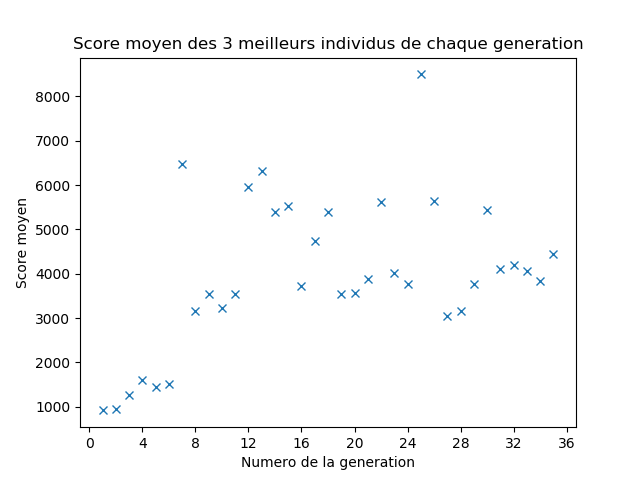 Score moyen des 3 meilleurs individus de chaque generation
8000
7000
6000
5000
4000
3000
2000
1000
Score moyen
0 4 8 12 16 20 24 28 32 36
Numero de la generation